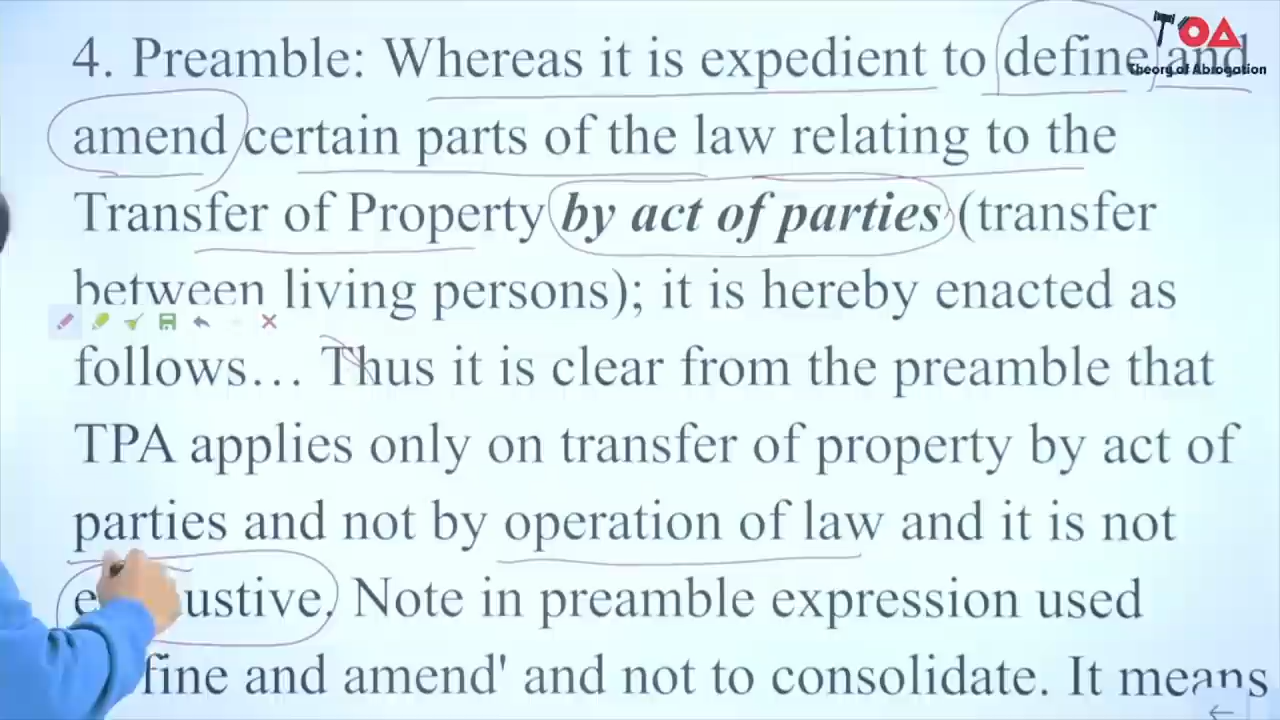 TOA
Theory of Abrogation
4. Preamble: Whereas it is expedient to define and
amend certain parts of the law relating to the
Transfer of Property by act of parties (transfer
between living persons); it is hereby enacted as
follows… Thus it is clear from the preamble that
TPA applies only on transfer of property by act of
parties and not by operation of law and it is not
Note in preamble expression used
and amend' and not to consolidate. It means